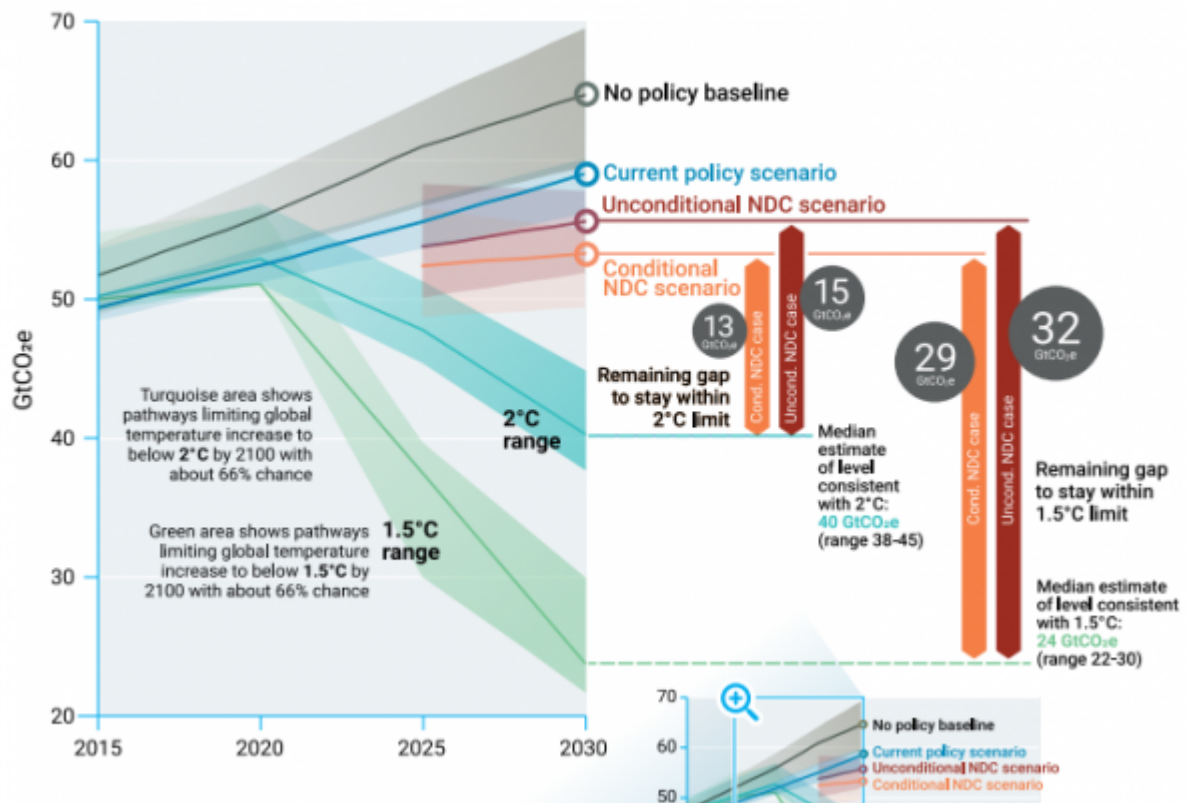 70
60
50
40
30
20
GtCO₂e
2015
2020
2025
2030
No policy baseline
Current policy scenario
Unconditional NDC scenario
Conditional
NDC scenario
Turquoise area shows
pathways limiting global
temperature increase to
below 2°C by 2100 with
about 66% chance
Green area shows pathways
limiting global temperature
increase to below 1.5°C by
2100 with about 66% chance
2°C
range
1.5°C
range
13
GtCO₂e
15
GtCO₂e
Cond. NDC case
Uncond. NDC case
Remaining gap
to stay within
2°C limit
Median
estimate
of level
consistent
with 2°C:
40 GtCO₂e
(range 38-45)
29
GtCO₂e
32
GtCO₂e
Cond. NDC case
Uncond. NDC case
Remaining gap
to stay within
1.5°C limit
Median estimate
of level consistent
with 1.5°C:
24 GtCO₂e
(range 22-30)
70
60
50
No policy baseline
Current policy scenario
Unconditional NDC scenario
Conditional NDC scenario